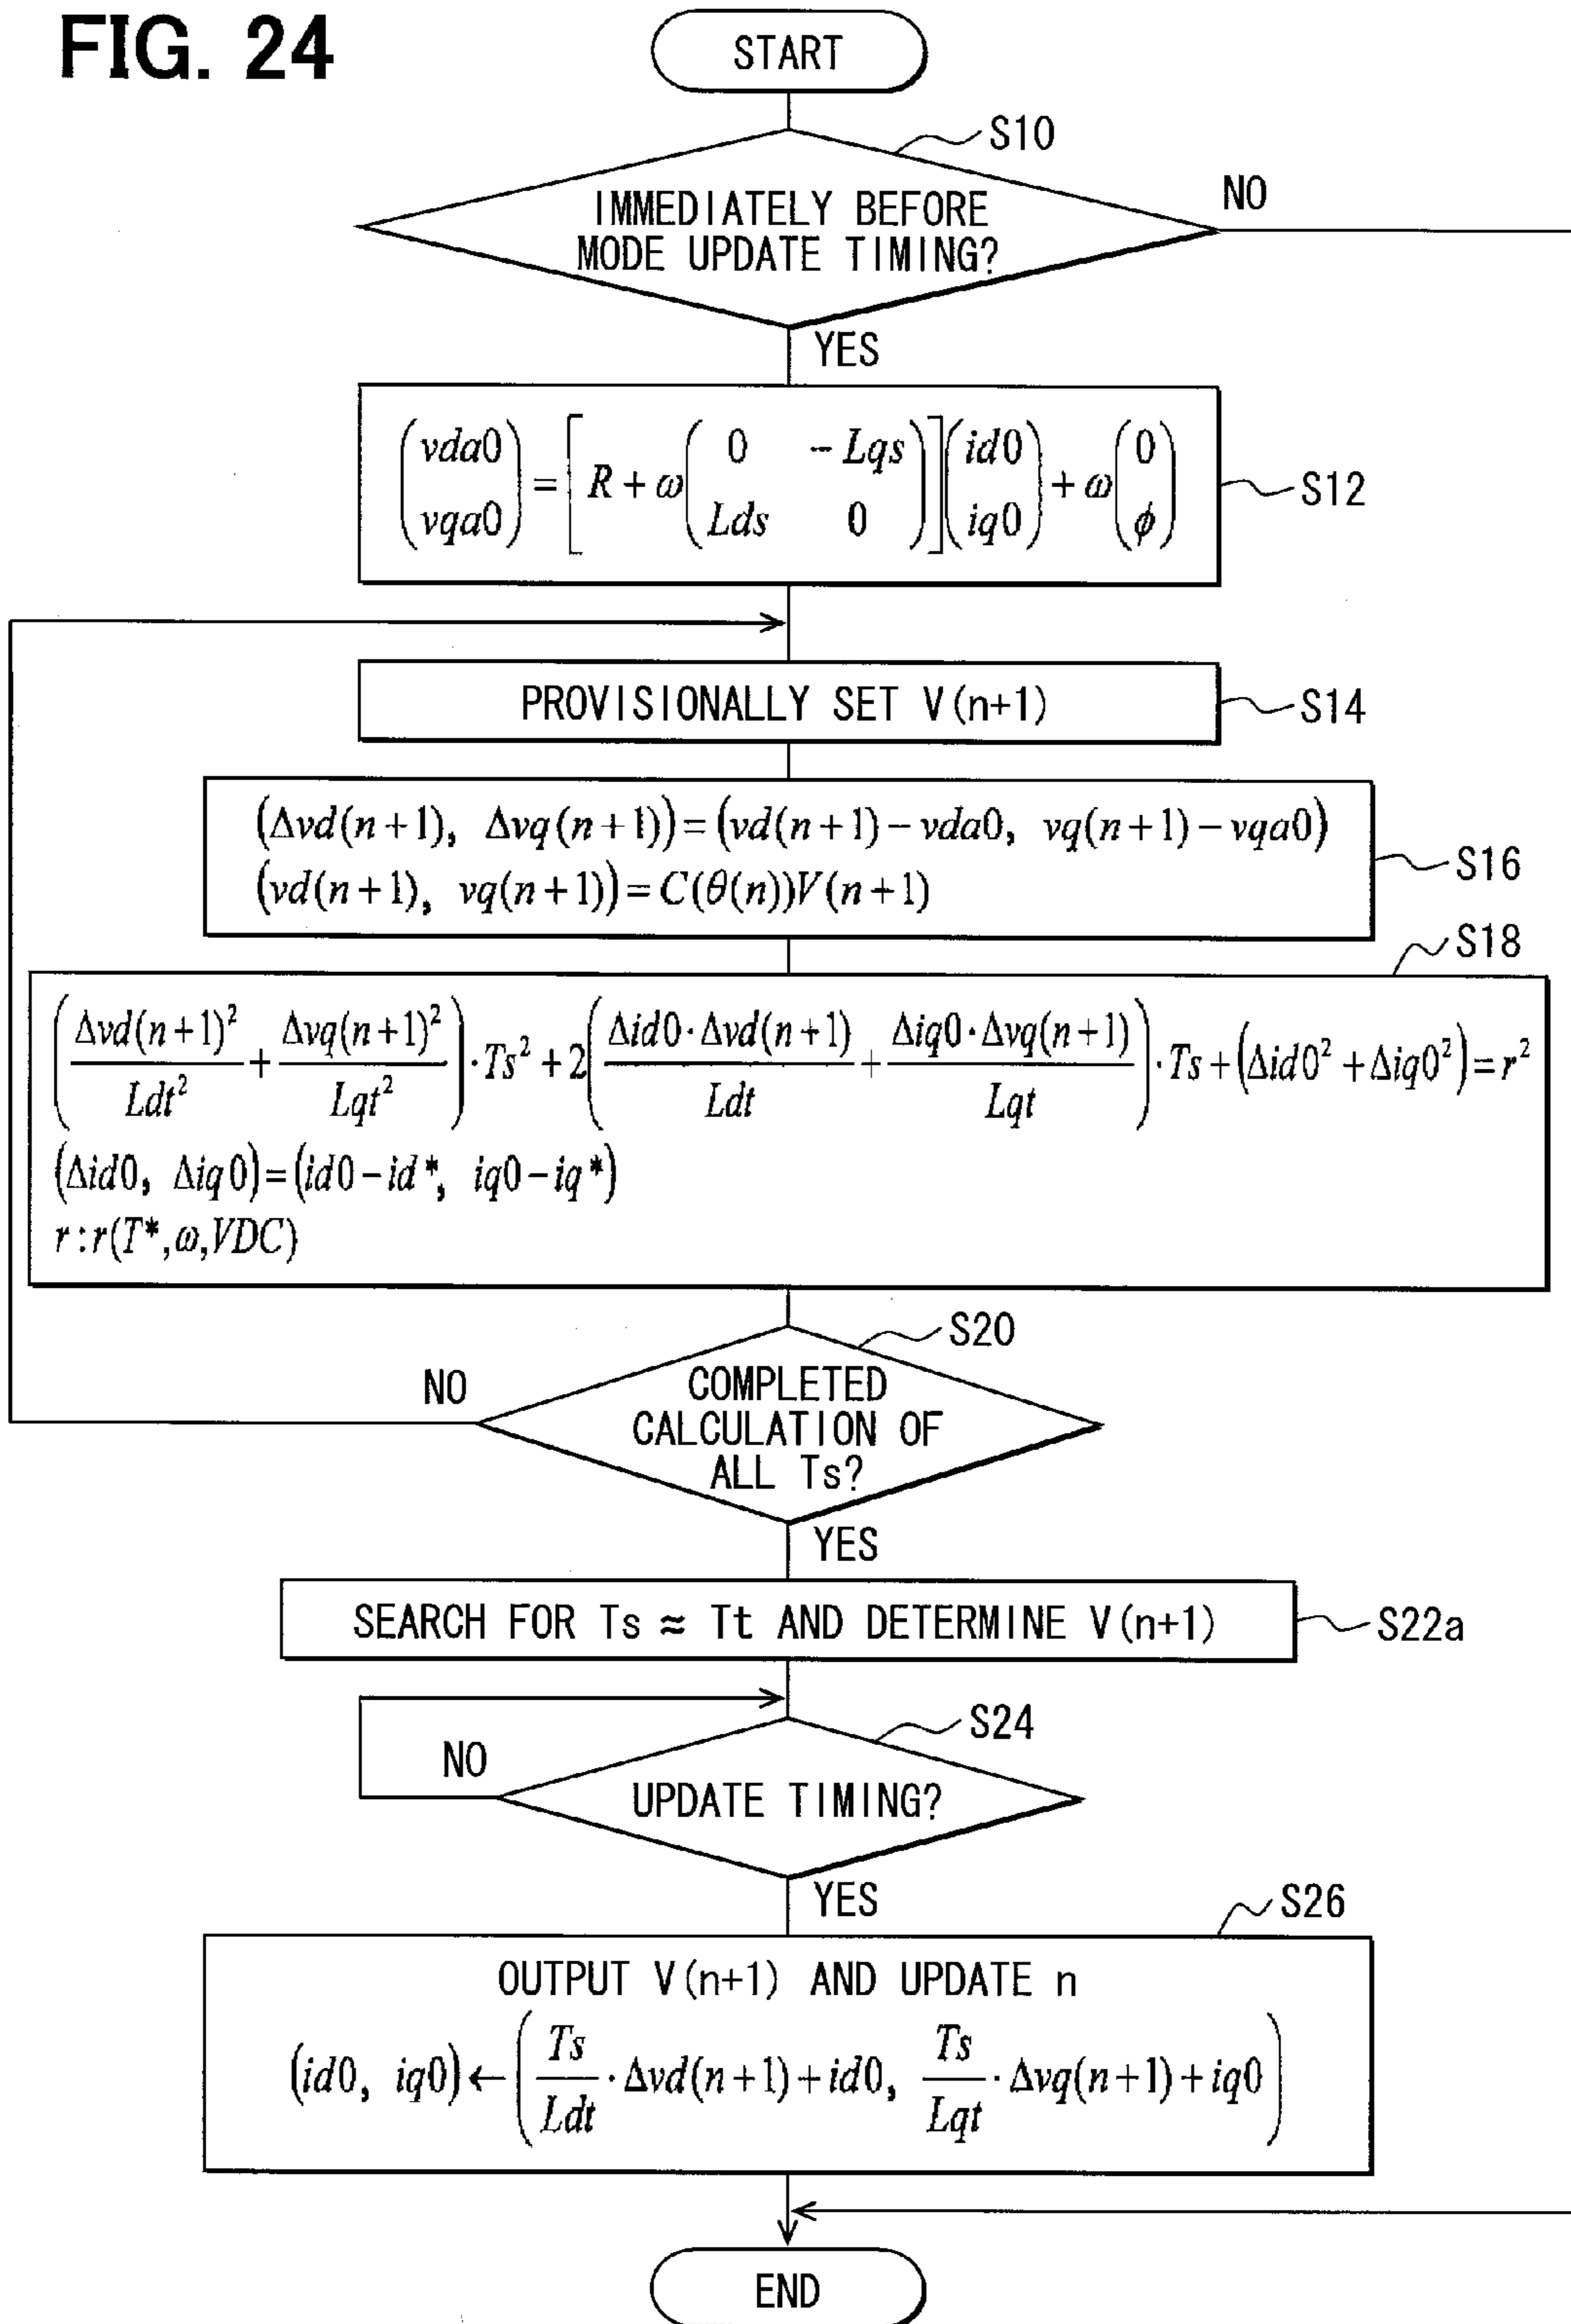 FIG. 24
START
S10
IMMEDIATELY BEFORE
MODE UPDATE TIMING?
NO
YES
(vda0 vqa0) = [R + ω(0 −Lqs Lds 0)](id0 iq0) + ω(0 ϕ)
S12
PROVISIONALLY SET V(n+1)
S14
(Δvd(n+1), Δvq(n+1))=(vd(n+1)−vda0, vq(n+1)−vqa0)
(vd(n+1), vq(n+1))=C(θ(n))V(n+1)
S16
S18
(Δvd(n+1)²/Ldt² + Δvq(n+1)²/Lqt²)·Ts² + 2(Δid0·Δvd(n+1)/Ldt + Δiq0·Δvq(n+1)/Lqt)·Ts + (Δid0² + Δiq0²) = r²
(Δid0, Δiq0)=(id0−id*, iq0−iq*)
r:r(T*,ω,VDC)
S20
NO
COMPLETED
CALCULATION OF
ALL Ts?
YES
SEARCH FOR Ts ≈ Tt AND DETERMINE V(n+1)
S22a
S24
NO
UPDATE TIMING?
YES
S26
OUTPUT V(n+1) AND UPDATE n
(id0, iq0)←(Ts/Ldt·Δvd(n+1)+id0, Ts/Lqt·Δvq(n+1)+iq0)
END